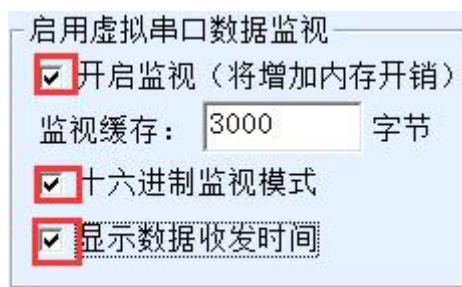 启用虚拟串口数据监视
开启监视（将增加内存开销）
监视缓存： 3000 字节
十六进制监视模式
显示数据收发时间